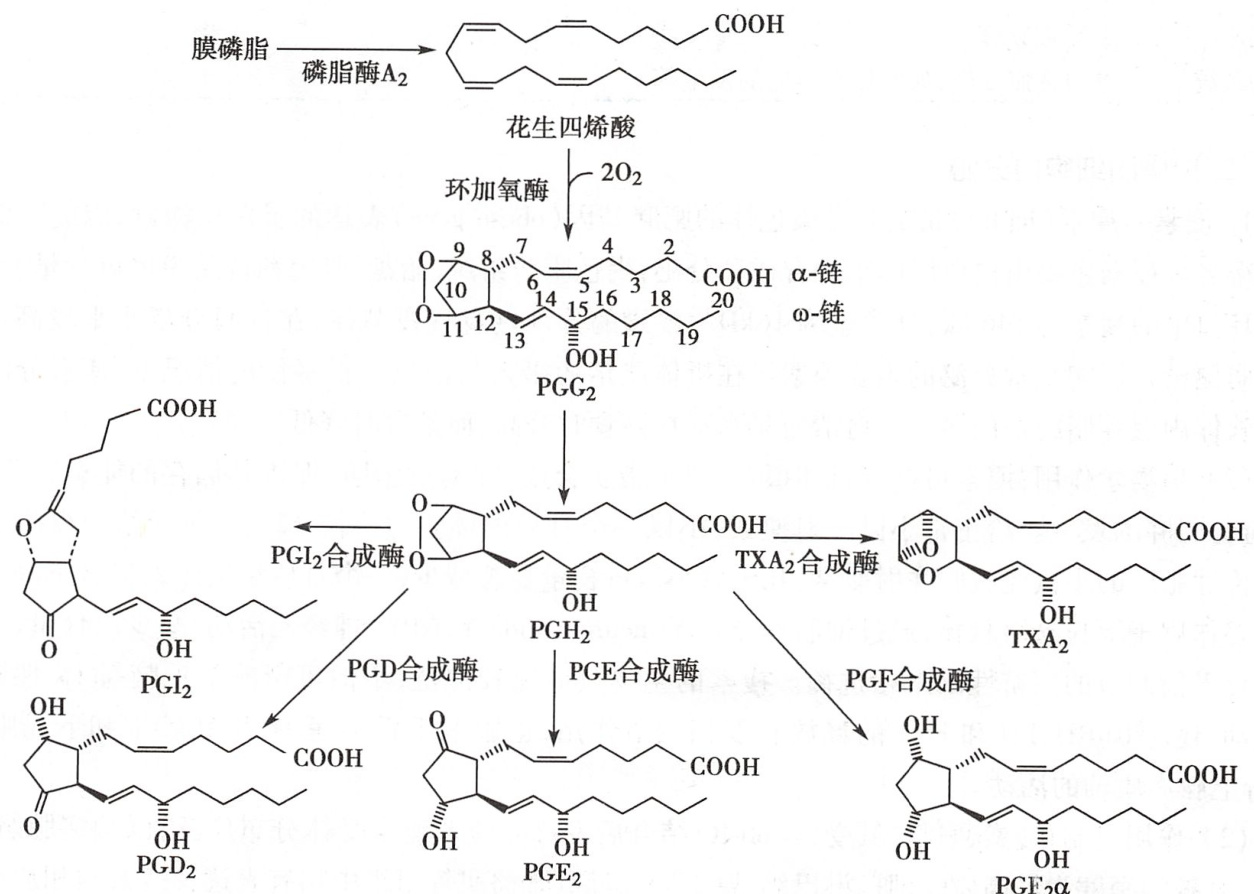 COOH
膜磷脂
磷脂酶A2
花生四烯酸
环加氧酶
2O2
9
8
7
6
5
4
3
2
COOH
α-链
O
O
10
11
12
13
14
15
16
17
18
19
20
ω-链
OOH
PGG2
COOH
O
O
OH
PGI2
PGI2合成酶
O
O
COOH
OH
PGH2
TXA2合成酶
O
O
COOH
OH
TXA2
PGD合成酶
PGE合成酶
PGF合成酶
OH
COOH
O
OH
PGD2
O
COOH
OH
OH
PGE2
OH
COOH
OH
OH
PGF2α